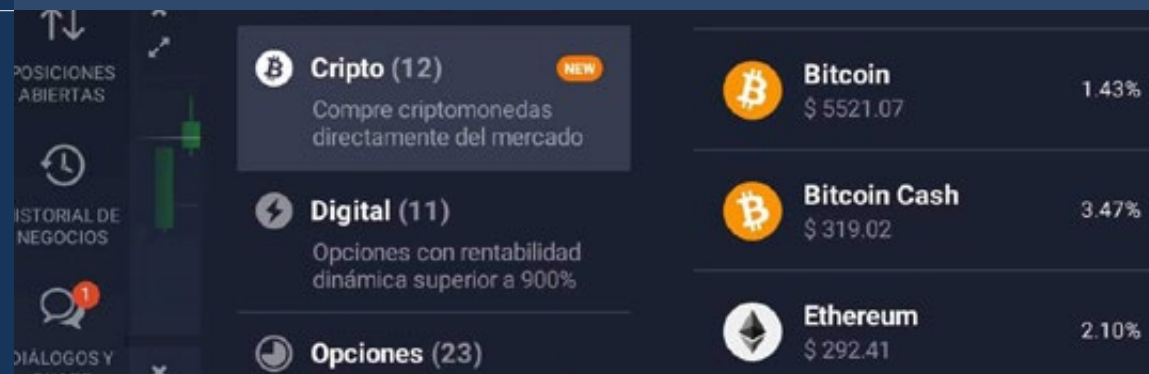 POSICIONES
ABIERTAS
HISTORIAL DE
NEGOCIOS
1
DIÁLOGOS Y
Cripto (12)
NEW
Compre criptomonedas
directamente del mercado
Digital (11)
Opciones con rentabilidad
dinámica superior a 900%
Opciones (23)
Bitcoin
$ 5521.07
1.43%
Bitcoin Cash
$ 319.02
3.47%
Ethereum
$ 292.41
2.10%